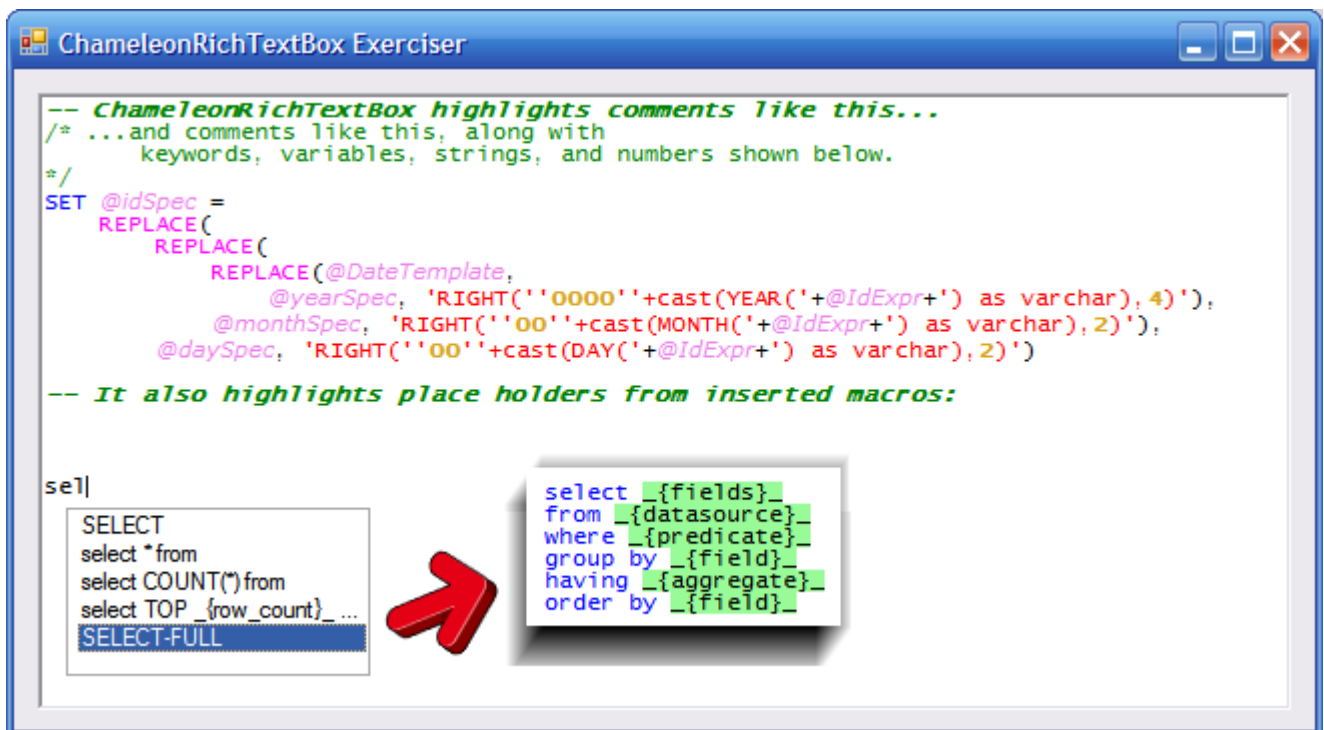 ChameleonRichTextBox Exerciser
-- ChameleonRichTextBox highlights comments like this...
/* ...and comments like this, along with
keywords, variables, strings, and numbers shown below.
*/
SET @idSpec =
REPLACE(
REPLACE(
REPLACE(@DateTemplate,
@yearSpec, 'RIGHT(''0000''+cast(YEAR('+@IdExpr+') as varchar),4)'),
@monthSpec, 'RIGHT(''00''+cast(MONTH('+@IdExpr+') as varchar),2)'),
@daySpec, 'RIGHT(''00''+cast(DAY('+@IdExpr+') as varchar),2)')
-- It also highlights place holders from inserted macros:
sel
SELECT
select * from
select COUNT(*) from
select TOP _{row_count}_ ...
SELECT-FULL
select _{fields}_
from _{datasource}_
where _{predicate}_
group by _{field}_
having _{aggregate}_
order by _{field}_